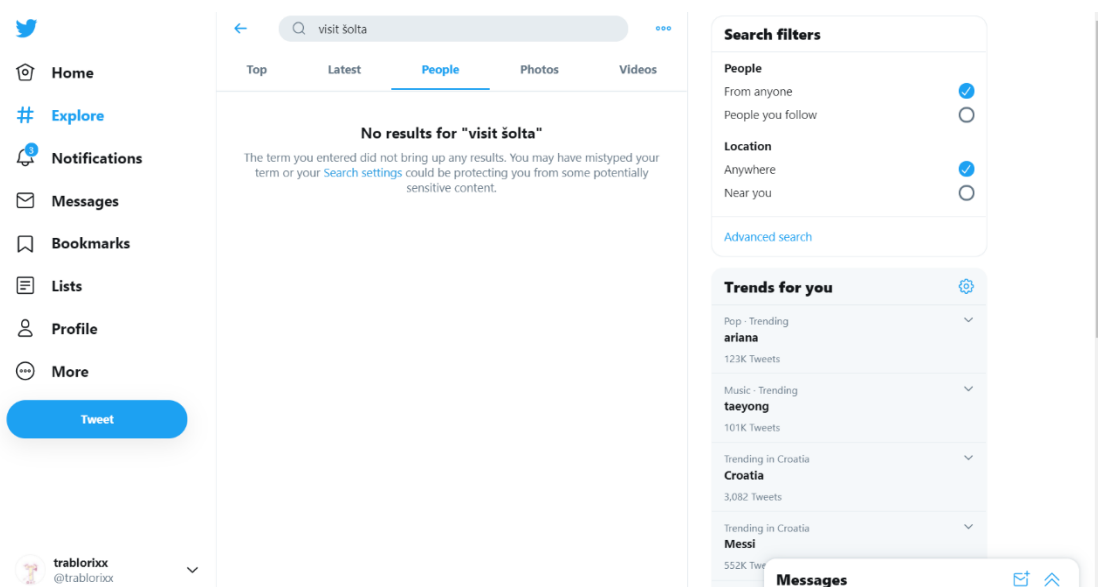 Home
Explore
3
Notifications
Messages
Bookmarks
Lists
Profile
More
Tweet
trablorixx
@trablorixx
visit šolta
Top Latest People Photos Videos
No results for "visit šolta"
The term you entered did not bring up any results. You may have mistyped your
term or your Search settings could be protecting you from some potentially
sensitive content.
Search filters
People
From anyone
People you follow
Location
Anywhere
Near you
Advanced search
Trends for you
Pop · Trending
ariana
123K Tweets
Music · Trending
taeyong
101K Tweets
Trending in Croatia
Croatia
3,082 Tweets
Trending in Croatia
Messi
552K Twe
Messages